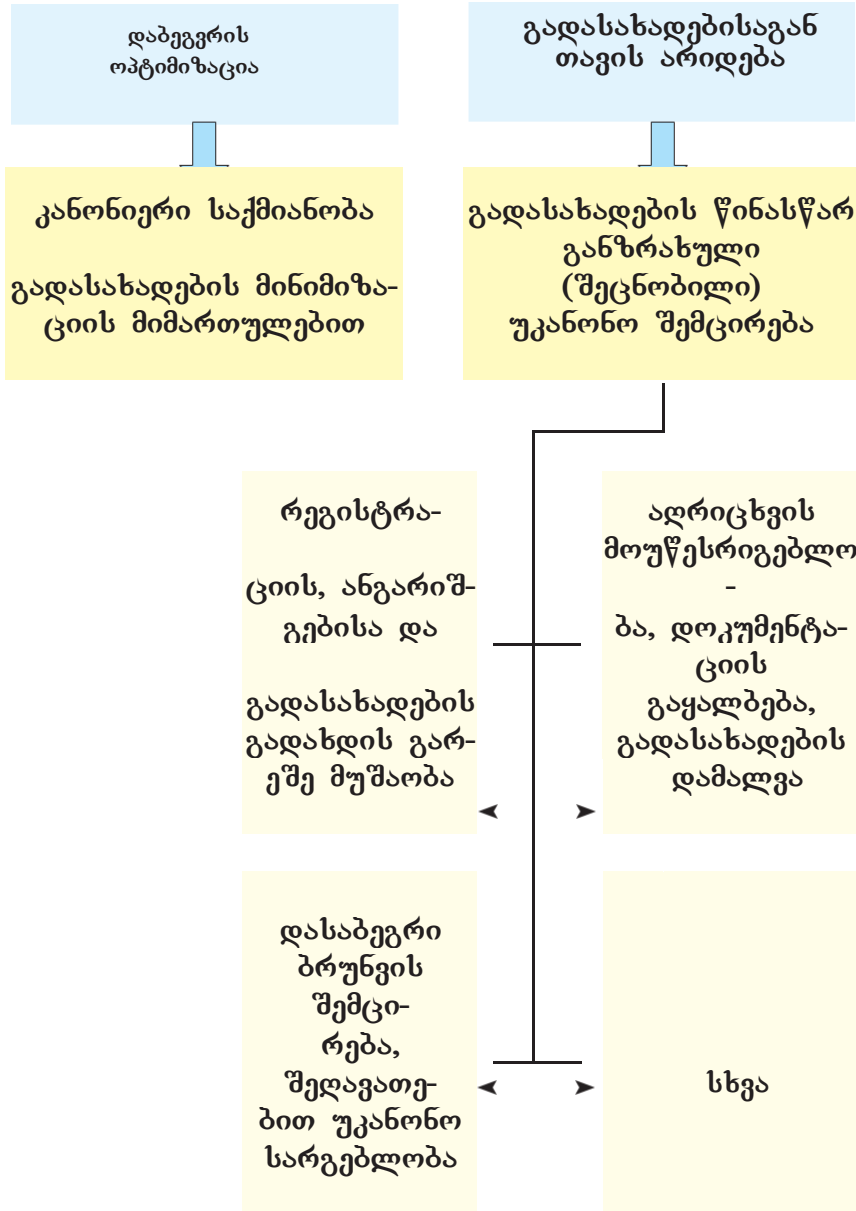 დაბეგვრის
ოპტიმიზაცია
გადასახადებისაგან
თავის არიდება
კანონიერი საქმიანობა
გადასახადების მინიმიზა-
ციის მიმართულებით
გადასახადების წინასწარ
განზრახული
(შეცნობილი)
უკანონო შემცირება
რეგისტრა-
ციის, ანგარიშ-
გებისა და
გადასახადების
გადახდის გარ-
ეშე მუშაობა
აღრიცხვის
მოუწესრიგებლო
-
ბა, დოკუმენტა-
ციის
გაყალბება,
გადასახადების
დამალვა
დასაბეგრი
ბრუნვის
შემცი-
რება,
შეღავათე-
ბით უკანონო
სარგებლობა
სხვა